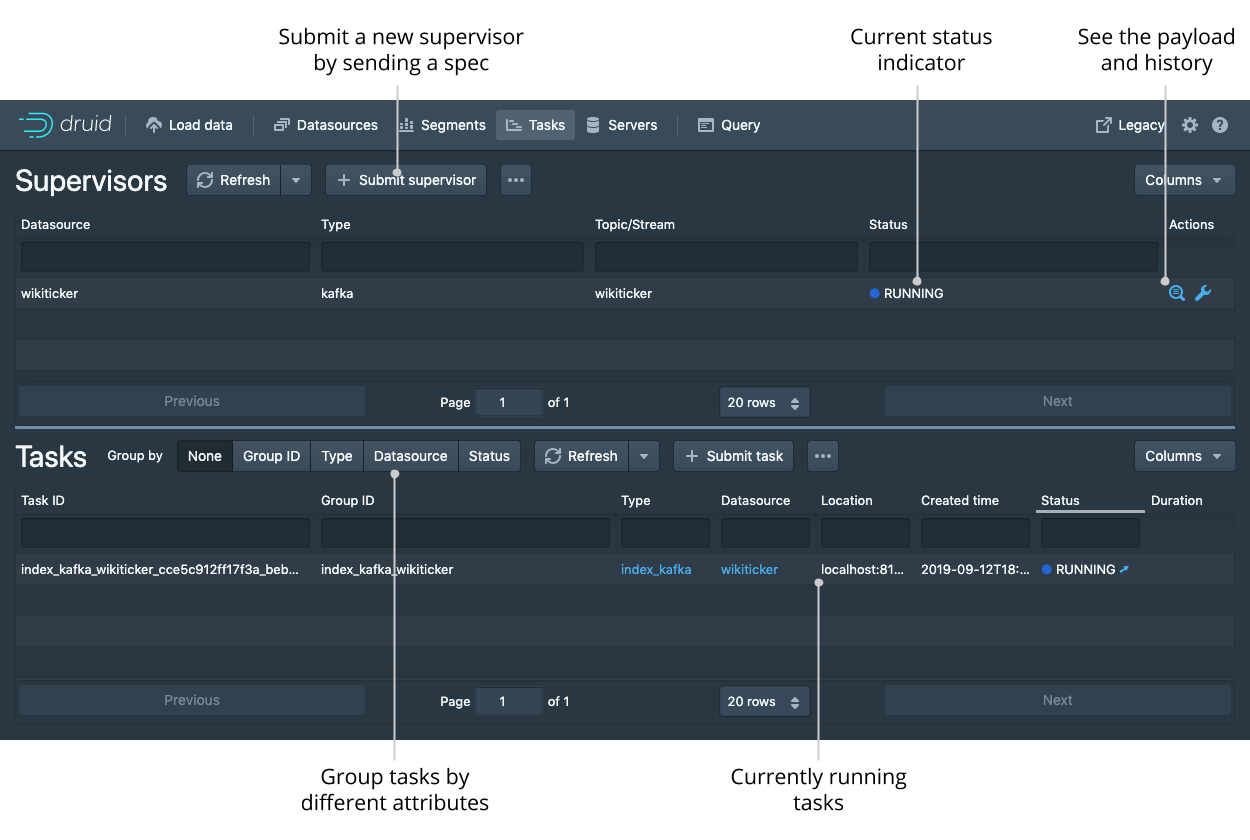 Submit a new supervisor
by sending a spec
Current status
indicator
See the payload
and history
druid
Load data
Datasources
Segments
Tasks
Servers
Query
Legacy
Supervisors
Refresh
Submit supervisor
Columns
Datasource
Type
Topic/Stream
Status
Actions
wikiticker
kafka
wikiticker
RUNNING
Previous
Page 1 of 1
20 rows
Next
Tasks
Group by
None
Group ID
Type
Datasource
Status
Refresh
Submit task
Columns
Task ID
Group ID
Type
Datasource
Location
Created time
Status
Duration
index_kafka_wikiticker_cce5c912ff17f3a_beb...
index_kafka_wikiticker
index_kafka
wikiticker
localhost:81...
2019-09-12T18:...
RUNNING
Previous
Page 1 of 1
20 rows
Next
Group tasks by
different attributes
Currently running
tasks